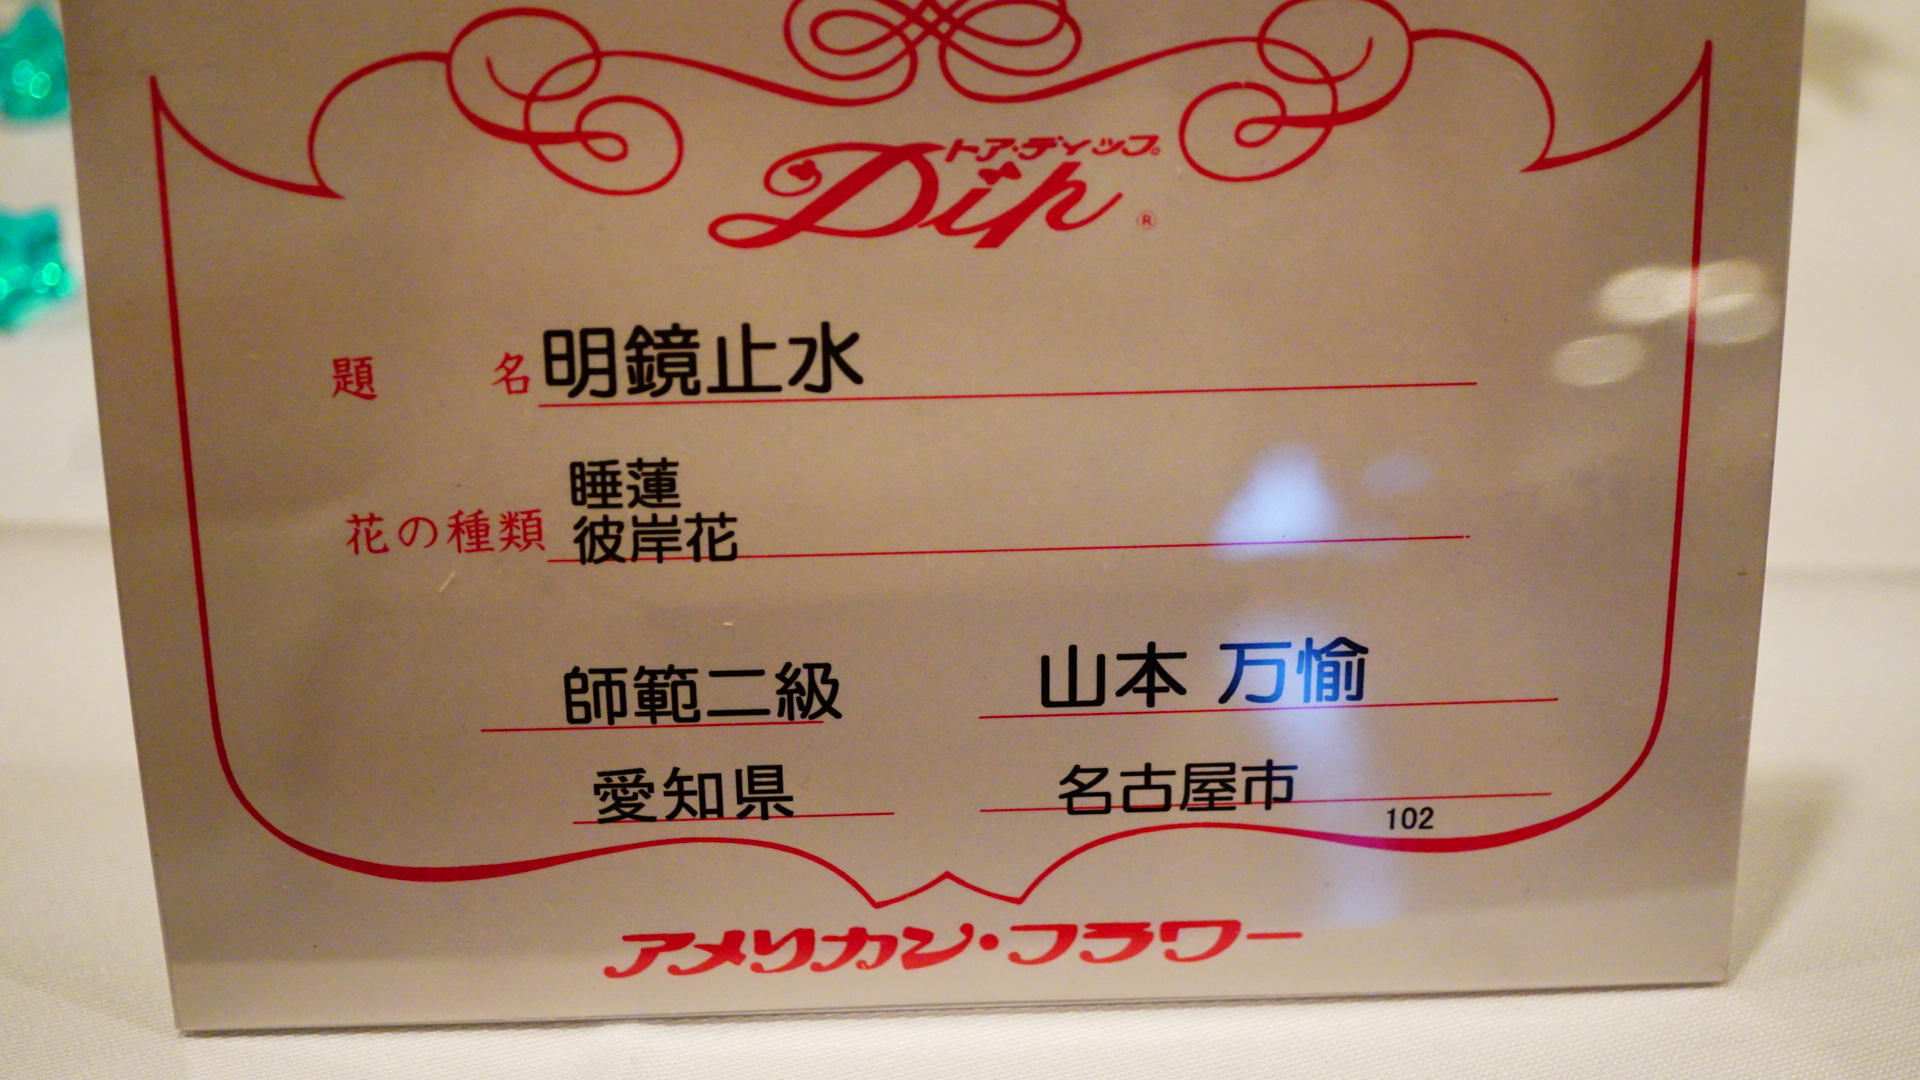 トア・ディップ
Dip ®
題 名 明鏡止水
花の種類 睡蓮
彼岸花
師範二級 山本 万愉
愛知県 名古屋市
102
アメリカン・フラワー